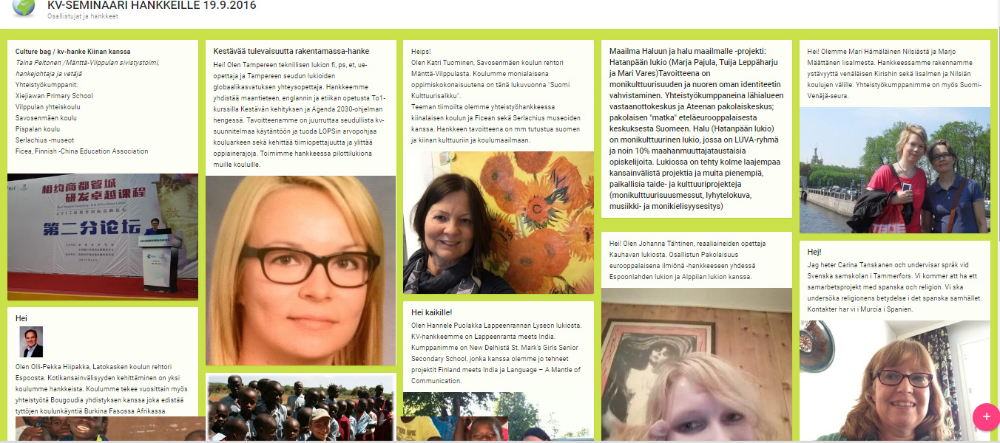 KV-SEMINAARI HANKKEILLE 19.9.2016
Osallistujat ja hankkeet
Culture bag / kv-hanke Kiinan kanssa
Taina Peltonen /Mänttä-Vilppulan sivistystoimi,
hankejohtaja ja vetäjä
Yhteistyökumppanit:
Xiejiawan Primary School
Vilppulan yhteiskoulu
Savosenmäen koulu
Pispalan koulu
Serlachius -museot
Ficea, Finnish -China Education Association
相约商都管城
研发卓越课程
第二分论坛
Hei
Olen Olli-Pekka Hiipakka, Latokasken koulun rehtori
Espoosta. Kotikansainvälisyyden kehittäminen on yksi
koulumme hankkeista. Koulumme tekee vuosittain myös
yhteistyötä Bougoudia yhdistyksen kanssa joka edistää
tyttöjen koulunkäyntiä Burkina Fasossa Afrikassa
Kestävää tulevaisuutta rakentamassa-hanke
Hei! Olen Tampereen teknillisen lukion fi, ps, et, ue-
opettaja ja Tampereen seudun lukioiden
globaalikasvatuksen yhteysopettaja. Hankkeemme
yhdistää maantieteen, englannin ja etiikan opetusta To1-
kurssilla Kestävän kehityksen ja Agenda 2030-ohjelman
hengessä. Tavoitteenamme on juurruttaa seudullista kv-
suunnitelmaa käytäntöön ja tuoda LOPSin arvopohjaa
kouluarkeen sekä kehittää tiimiopettajuutta ja ylittää
oppiainerajoja. Toimimme hankkeessa pilottilukiona
muille kouluille.
Heips!
Olen Katri Tuominen, Savosenmäen koulun rehtori
Mänttä-Vilppulasta. Koulumme monialaisena
oppimiskokonaisuutena on tänä lukuvuonna "Suomi
Kulttuurisalkku".
Teeman tiimoilta olemme yhteistyöhankkeessa
kiinalaisen koulun ja Ficean sekä Serlachius museoiden
kanssa. Hankkeen tavoitteena on mm tutustua suomen
ja kiinan kulttuuriin ja koulumaailmaan.
Hei kaikille!
Olen Hannele Puolakka Lappeenrannan Lyseon lukiosta.
KV-hankkeemme on Lappeenranta meets India.
Kumppanimme on New Delhistä St. Mark's Girls Senior
Secondary School, jonka kanssa olemme jo tehneet
projektit Finland meets India ja Language – A Mantle of
Communication.
Maailma Haluun ja halu maailmalle -projekti:
Hatanpään lukio (Marja Pajula, Tuija Leppäharju
ja Mari Vares)Tavoitteena on
monikulttuurisuuden ja nuoren oman identiteetin
vahvistaminen. Yhteistyökumppaneina lähialueen
vastaanottokeskus ja Ateenan pakolaiskeskus;
pakolaisen "matka" eteläeurooppalaisesta
keskuksesta Suomeen. Halu (Hatanpään lukio)
on monikulttuurinen lukio, jossa on LUVA-ryhmä
ja noin 10% maahanmuuttajataustaisia
opiskelijoita. Lukiossa on tehty kolme laajempaa
kansainvälistä projektia ja muita pienempiä,
paikallisia taide- ja kulttuuriprojekteja
(monikulttuurisuusmessut, lyhytelokuva,
musiikki- ja monikielisyysesitys)
Hei! Olen Johanna Tähtinen, reaaliaineiden opettaja
Kauhavan lukiosta. Osallistun Pakolaisuus
eurooppalaisena ilmiönä -hankkeeseen yhdessä
Espoonlahden lukion ja Alppilan lukion kanssa.
Hei! Olemme Mari Hämäläinen Nilsiästä ja Marjo
Määttänen Iisalmesta. Hankkeessamme rakennamme
ystävyyttä venäläisen Kirishin sekä Iisalmen ja Nilsiän
koulujen välille. Yhteistyökumppanimme on myös Suomi-
Venäjä-seura.
Hej!
Jag heter Carina Tanskanen och undervisar språk vid
Svenska samskolan i Tammerfors. Vi kommer att ha ett
samarbetsprojekt med spanska och religion. Vi ska
undersöka religionens betydelse i det spanska samhället.
Kontakter har vi i Murcia i Spanien.